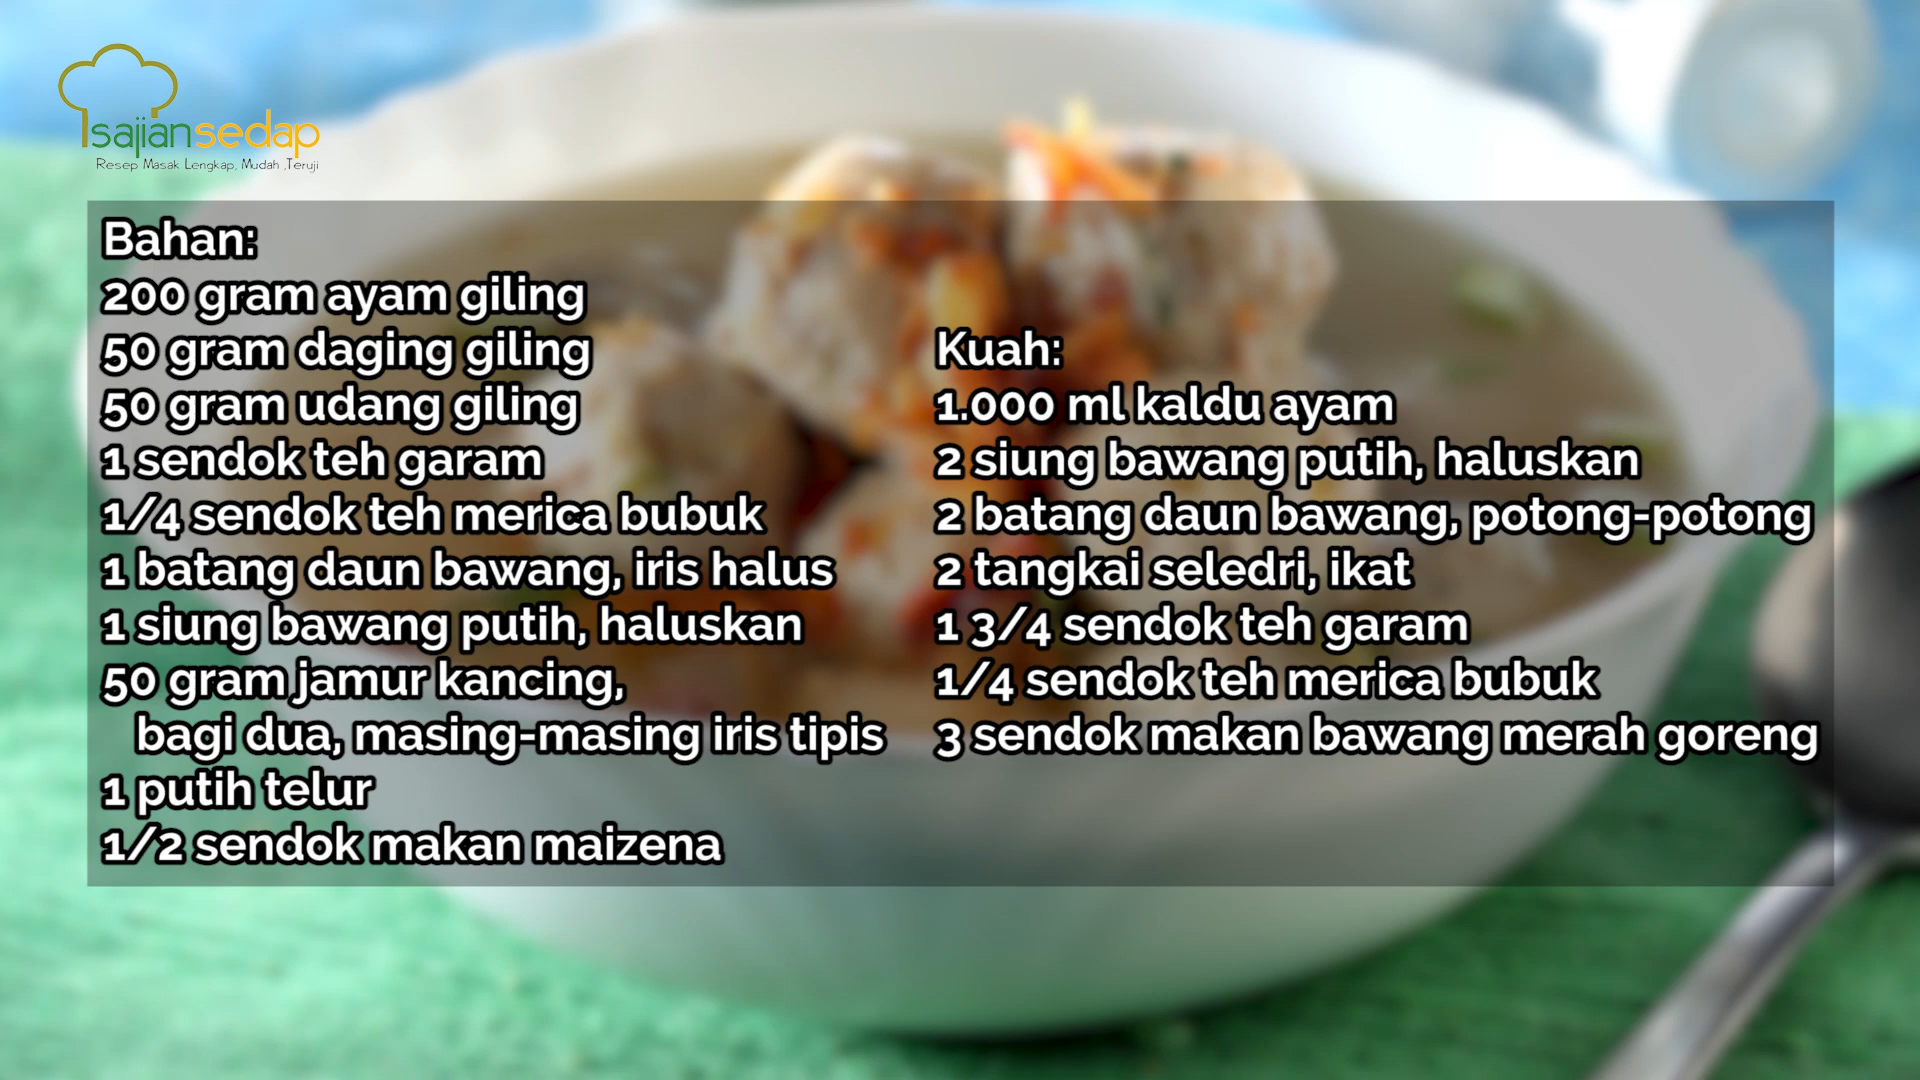 sajiansedap
Resep Masak Lengkap, Mudah ,Teruji
Bahan:
200 gram ayam giling
50 gram daging giling
50 gram udang giling
1 sendok teh garam
1/4 sendok teh merica bubuk
1 batang daun bawang, iris halus
1 siung bawang putih, haluskan
50 gram jamur kancing,
bagi dua, masing-masing iris tipis
1 putih telur
1/2 sendok makan maizena
Kuah:
1.000 ml kaldu ayam
2 siung bawang putih, haluskan
2 batang daun bawang, potong-potong
2 tangkai seledri, ikat
1 3/4 sendok teh garam
1/4 sendok teh merica bubuk
3 sendok makan bawang merah goreng